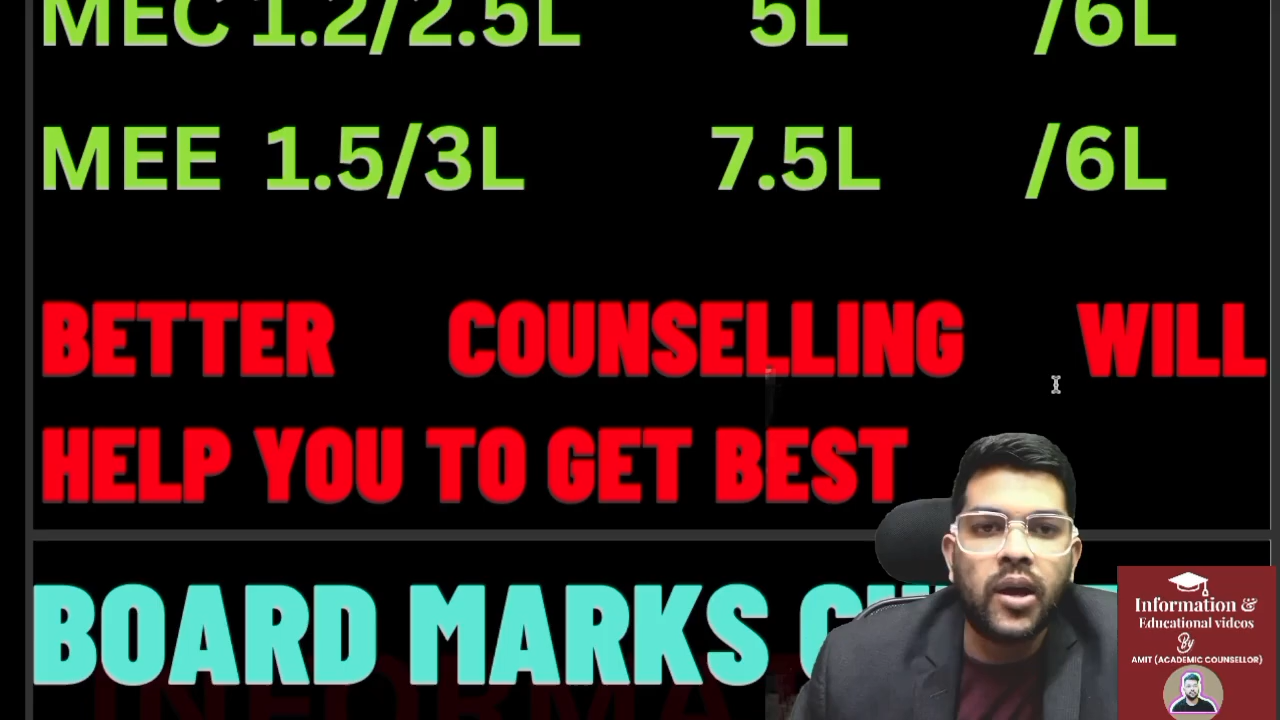 MEC 1.2/2.5L 5L /6L
MEE 1.5/3L 7.5L /6L
BETTER COUNSELLING WILL
HELP YOU TO GET BEST
BOARD MARKS
Information &
Educational videos
By
AMIT (ACADEMIC COUNSELLOR)